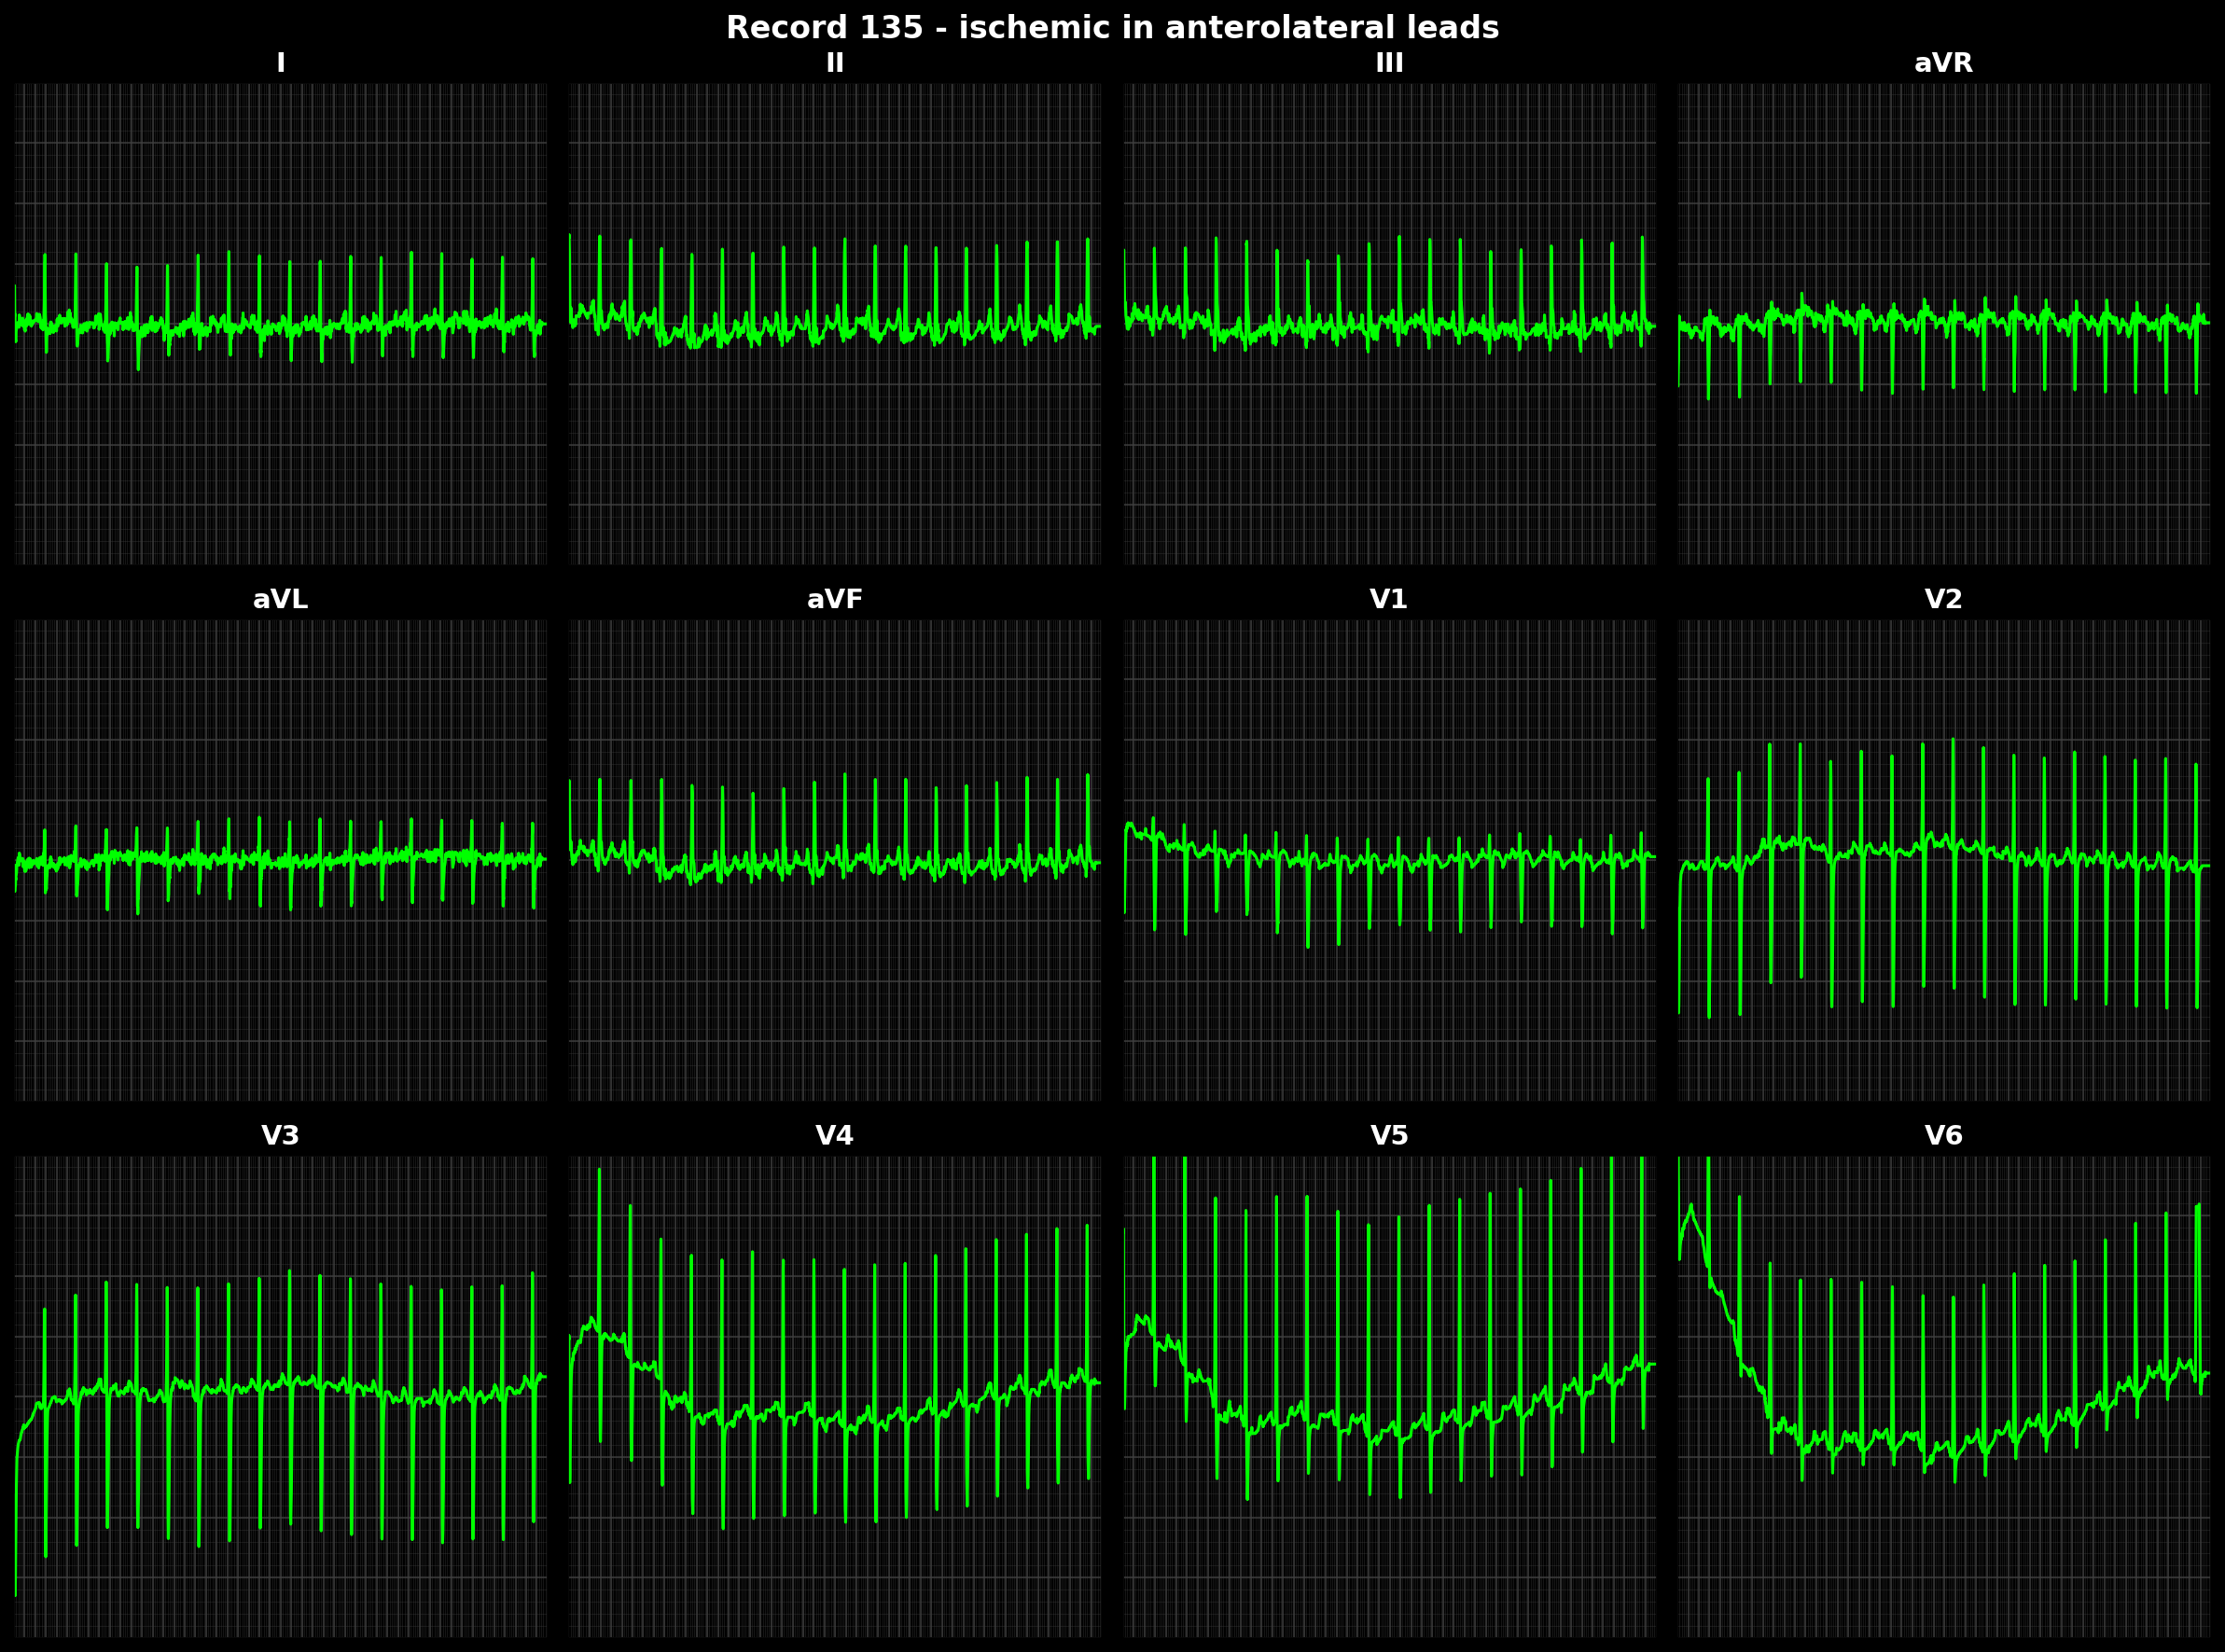 Record 135 - ischemic in anterolateral leads
I II III aVR
aVL aVF V1 V2
V3 V4 V5 V6